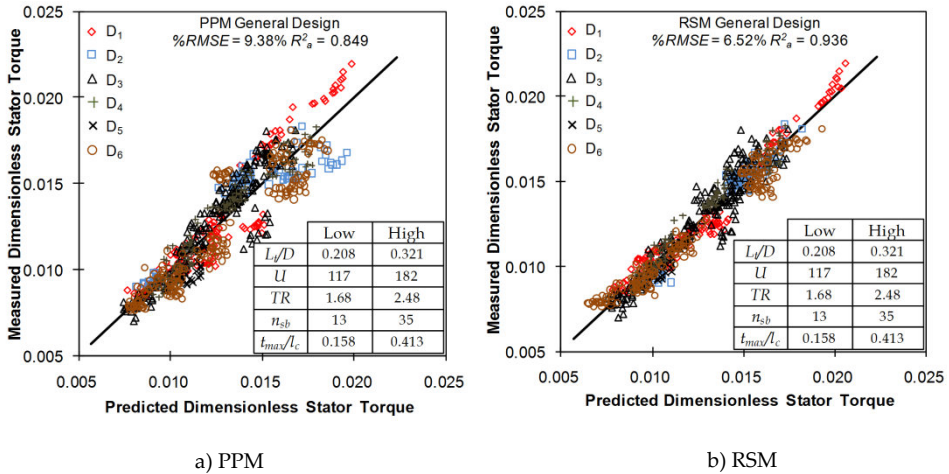 PPM General Design
%RMSE = 9.38% R²ₐ = 0.849
D₁
D₂
D₃
D₄
D₅
D₆
Measured Dimensionless Stator Torque
0.025
0.020
0.015
0.010
0.005
Low High
Lₜ/D 0.208 0.321
U 117 182
TR 1.68 2.48
n_sb 13 35
t_max/l_c 0.158 0.413
0.005 0.010 0.015 0.020 0.025
Predicted Dimensionless Stator Torque
a) PPM
RSM General Design
%RMSE = 6.52% R²ₐ = 0.936
D₁
D₂
D₃
D₄
D₅
D₆
Measured Dimensionless Stator Torque
0.025
0.020
0.015
0.010
0.005
Low High
Lₜ/D 0.208 0.321
U 117 182
TR 1.68 2.48
n_sb 13 35
t_max/l_c 0.158 0.413
0.005 0.010 0.015 0.020 0.025
Predicted Dimensionless Stator Torque
b) RSM